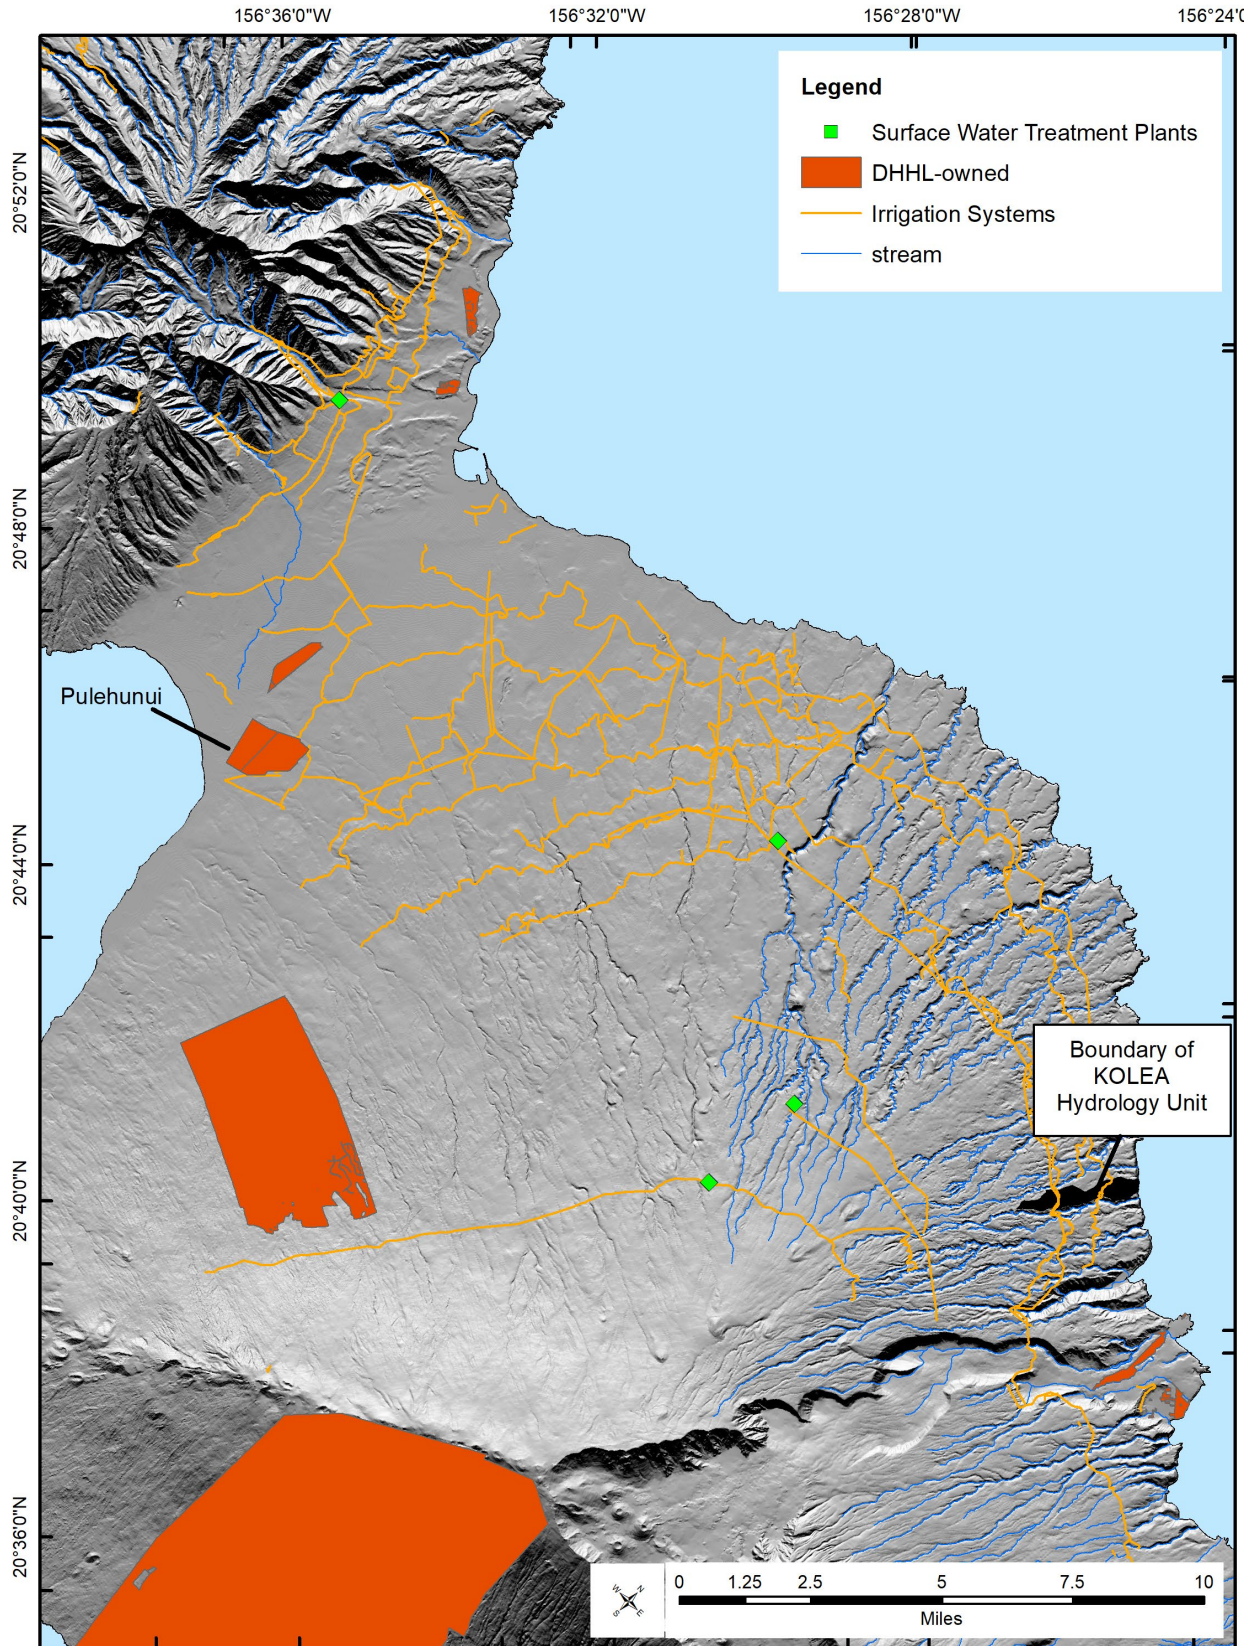 156°36'0"W 156°32'0"W 156°28'0"W 156°24'0
Legend
Surface Water Treatment Plants
DHHL-owned
Irrigation Systems
stream
20°52'0"N
20°48'0"N
Pulehunui
20°44'0"N
Boundary of
KOLEA
Hydrology Unit
20°40'0"N
20°36'0"N
N
W
E
S
0 1.25 2.5 5 7.5 10
Miles